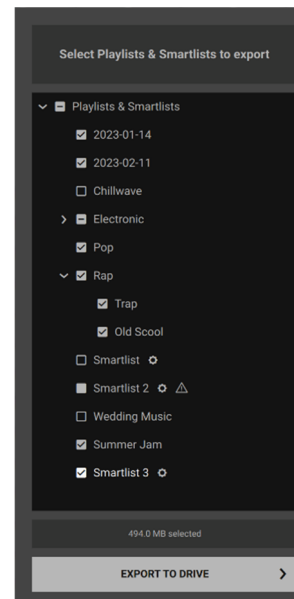 Select Playlists & Smartlists to export
Playlists & Smartlists
2023-01-14
2023-02-11
Chillwave
Electronic
Pop
Rap
Trap
Old Scool
Smartlist
Smartlist 2
Wedding Music
Summer Jam
Smartlist 3
494.0 MB selected
EXPORT TO DRIVE